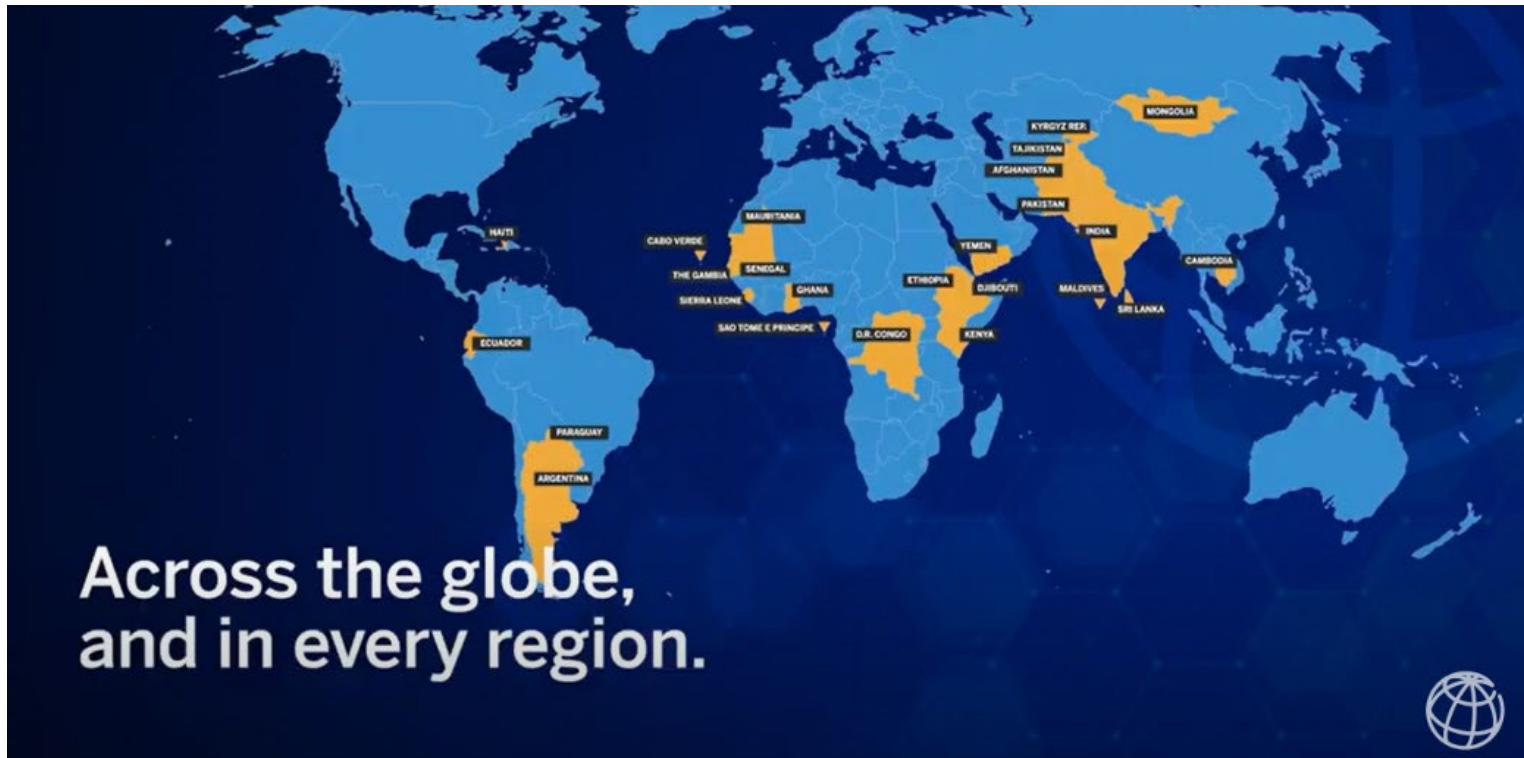 MONGOLIA
KYRGYZ REP.
TAJIKISTAN
AFGHANISTAN
PAKISTAN
MAURITANIA
INDIA
HAITI
CABO VERDE
YEMEN
CAMBODIA
THE GAMBIA
SENEGAL
ETHIOPIA
DJIBOUTI
MALDIVES
GHANA
SIERRA LEONE
SRI LANKA
SAO TOME E PRINCIPE
D.R. CONGO
KENYA
ECUADOR
PARAGUAY
ARGENTINA
Across the globe,
and in every region.